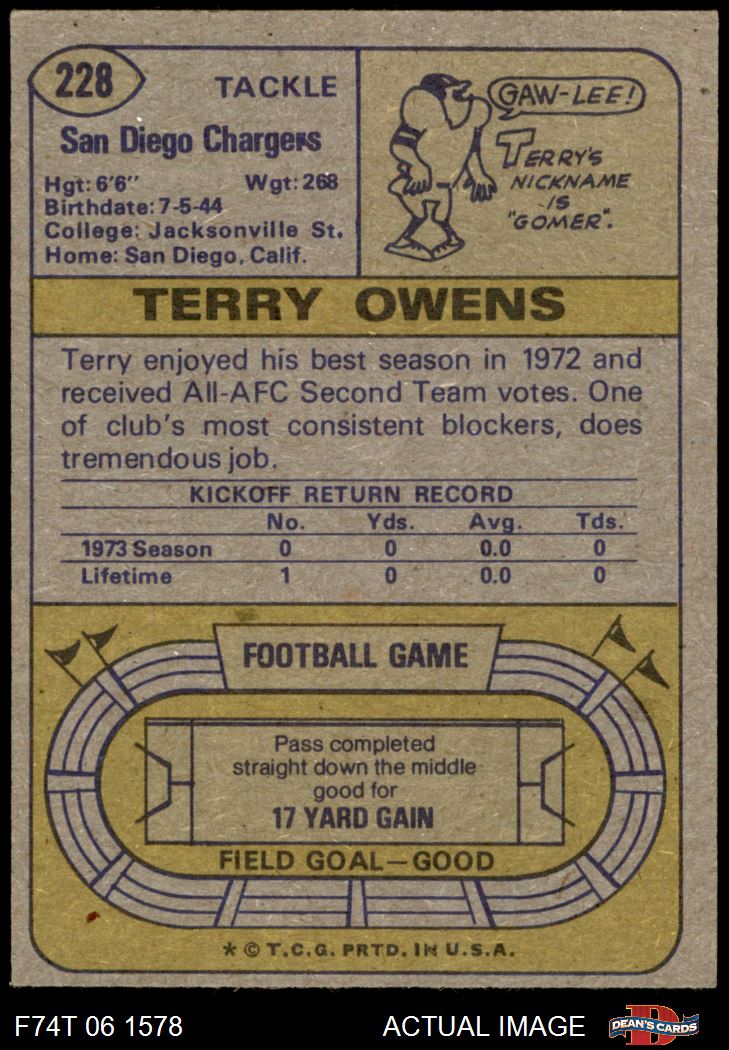 228
TACKLE
San Diego Chargers
Hgt: 6'6" Wgt: 268
Birthdate: 7-5-44
College: Jacksonville St.
Home: San Diego, Calif.
GAW-LEE!
TERRY'S
NICKNAME
IS
"GOMER".
TERRY OWENS
Terry enjoyed his best season in 1972 and
received All-AFC Second Team votes. One
of club's most consistent blockers, does
tremendous job.
KICKOFF RETURN RECORD
No. Yds. Avg. Tds.
1973 Season 0 0 0.0 0
Lifetime 1 0 0.0 0
FOOTBALL GAME
Pass completed
straight down the middle
good for
17 YARD GAIN
FIELD GOAL—GOOD
* © T.C.G. PRTD. IN U.S.A.
F74T 06 1578 ACTUAL IMAGE DEAN'S CARDS